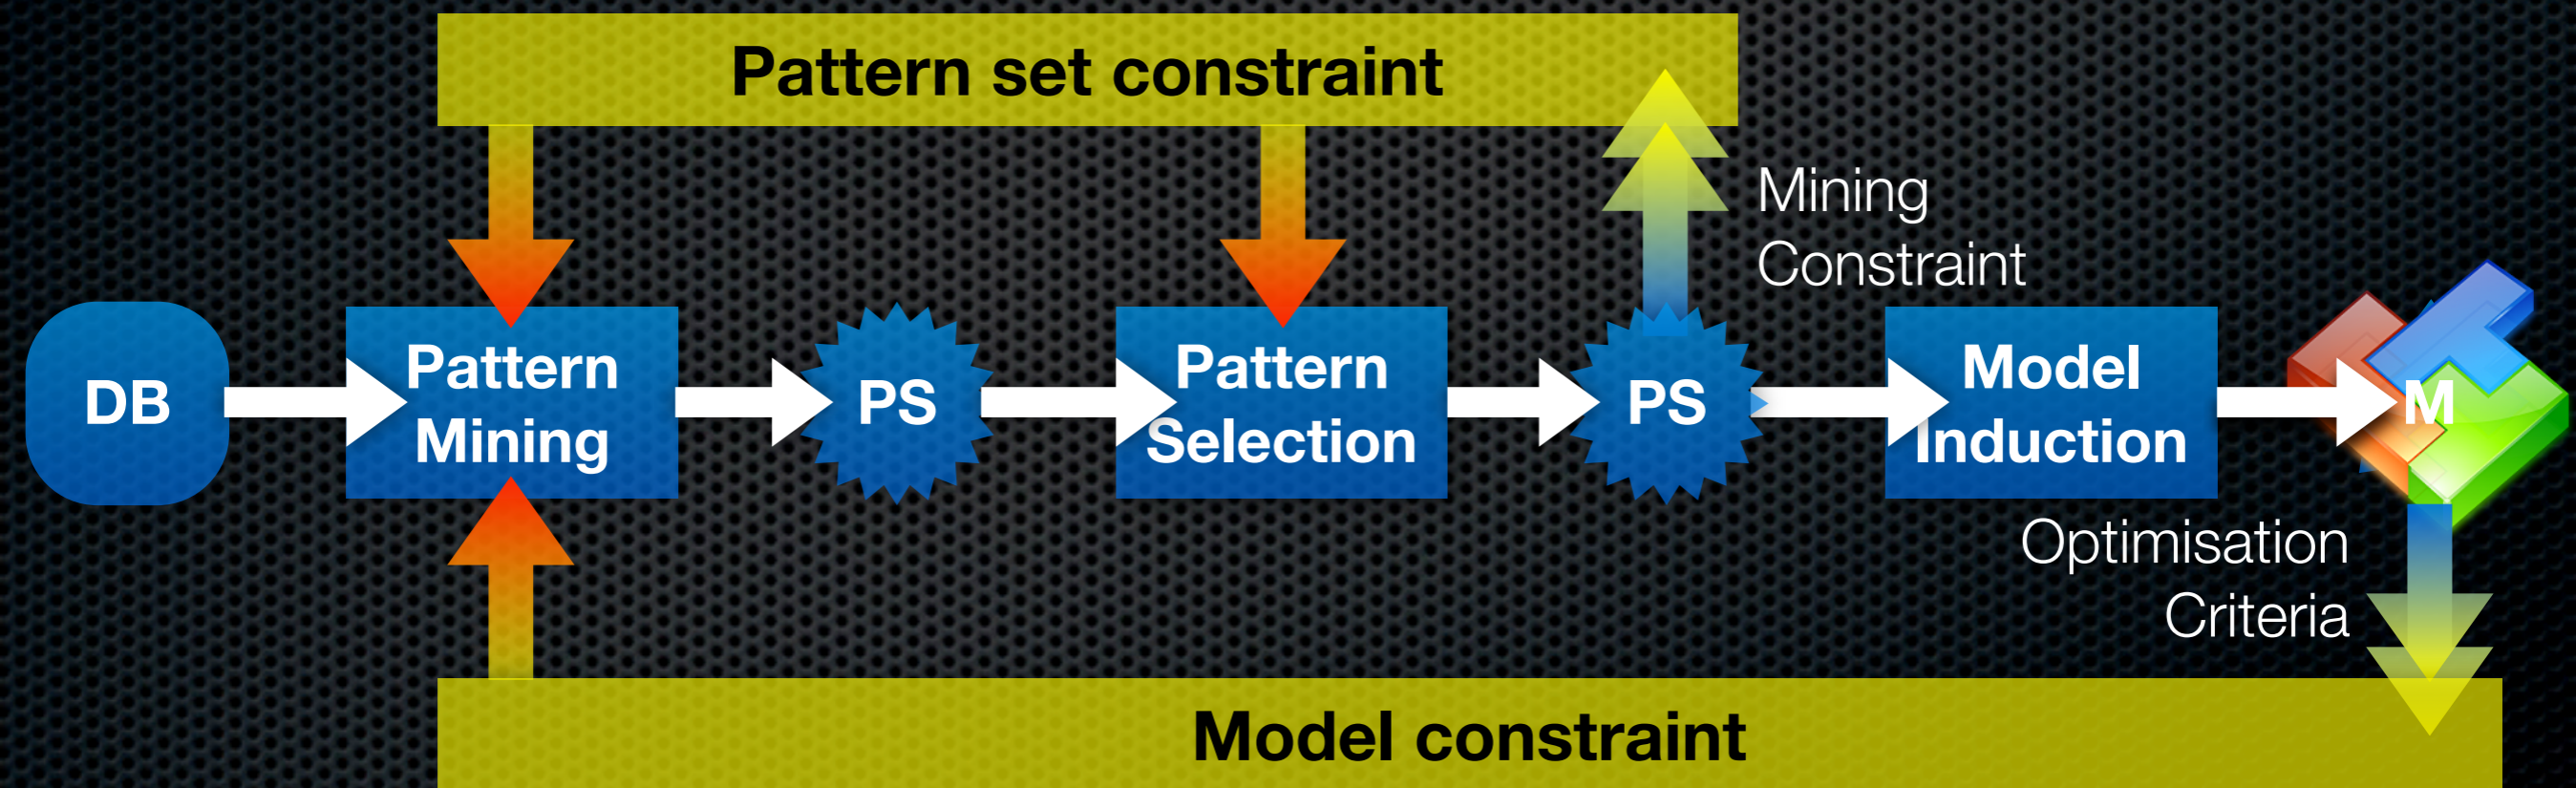 Pattern set constraint
Mining
Constraint
DB
Pattern
Mining
PS
Pattern
Selection
PS
Model
Induction
M
Optimisation
Criteria
Model constraint